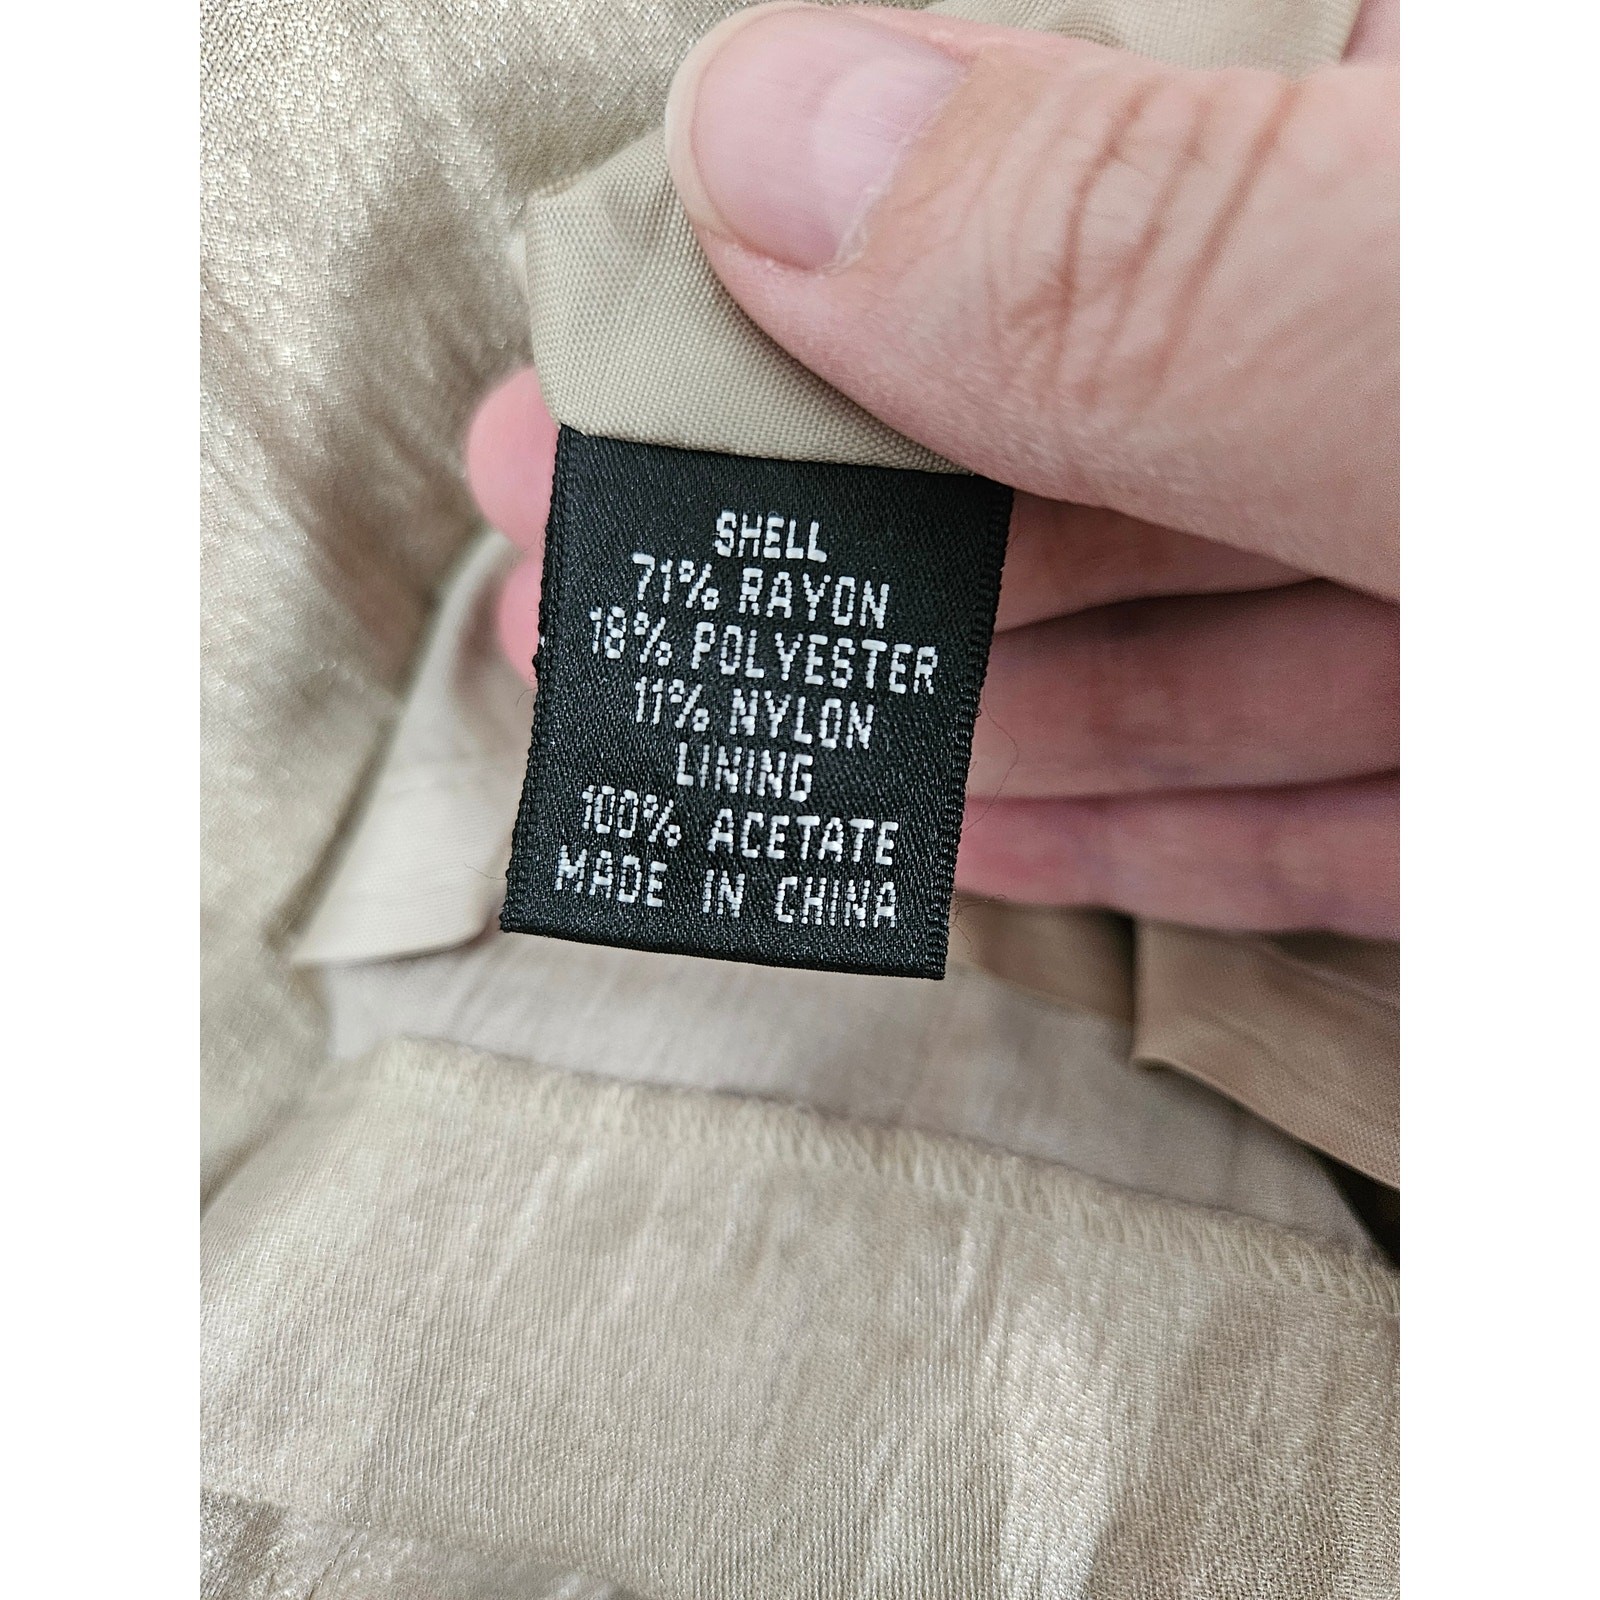 SHELL
71% RAYON
18% POLYESTER
11% NYLON
LINING
100% ACETATE
MADE IN CHINA